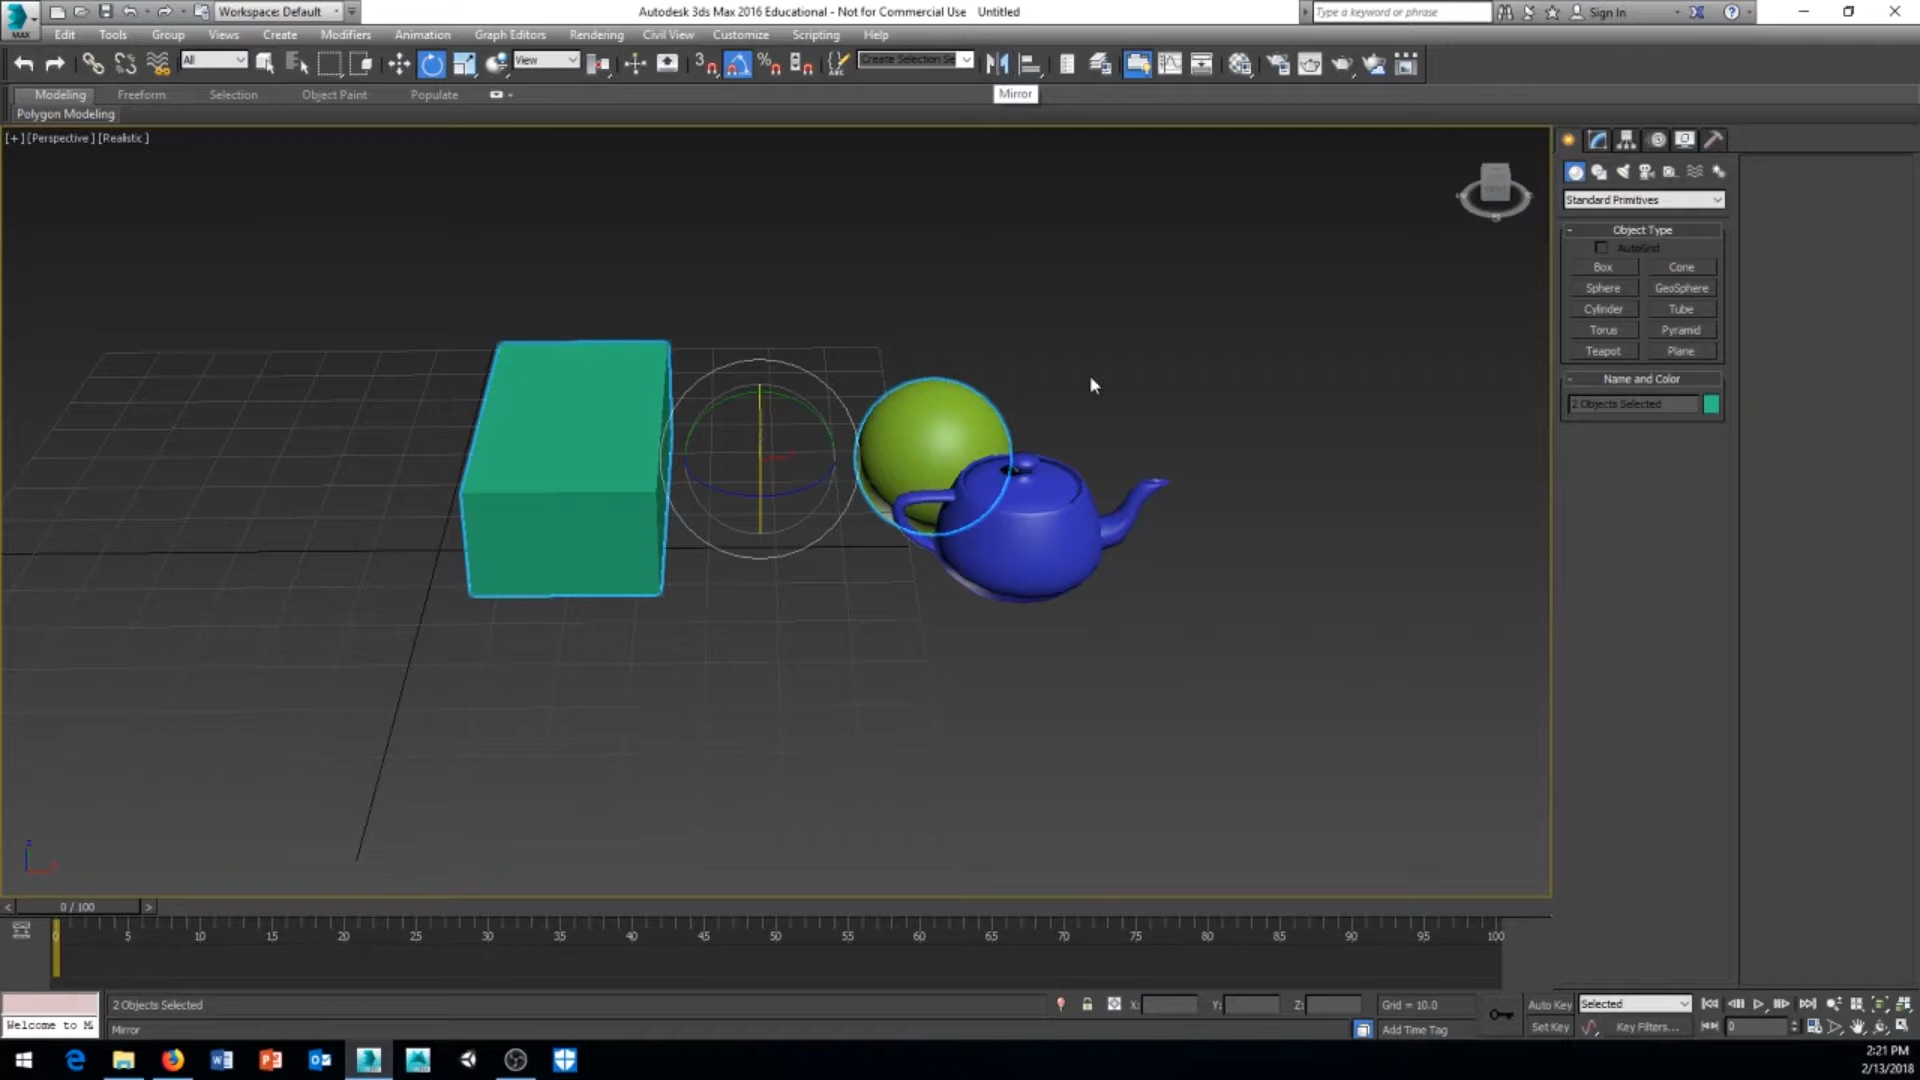 Workspace: Default
Autodesk 3ds Max 2016 Educational - Not for Commercial Use   Untitled
Type a keyword or phrase
Sign In
MAX
Edit Tools Group Views Create Modifiers Animation Graph Editors Rendering Civil View Customize Scripting Help
All
View
3
Create Selection Se
Modeling Freeform Selection Object Paint Populate
Mirror
Polygon Modeling
[+] [Perspective] [Realistic]
Standard Primitives
- Object Type
AutoGrid
Box Cone
Sphere GeoSphere
Cylinder Tube
Torus Pyramid
Teapot Plane
- Name and Color
2 Objects Selected
< 0 / 100 >
0 5 10 15 20 25 30 35 40 45 50 55 60 65 70 75 80 85 90 95 100
2 Objects Selected
X: Y: Z: Grid = 10.0
Auto Key Selected
Welcome to M
Mirror
Add Time Tag
Set Key Key Filters... 0
2:21 PM
2/13/2018